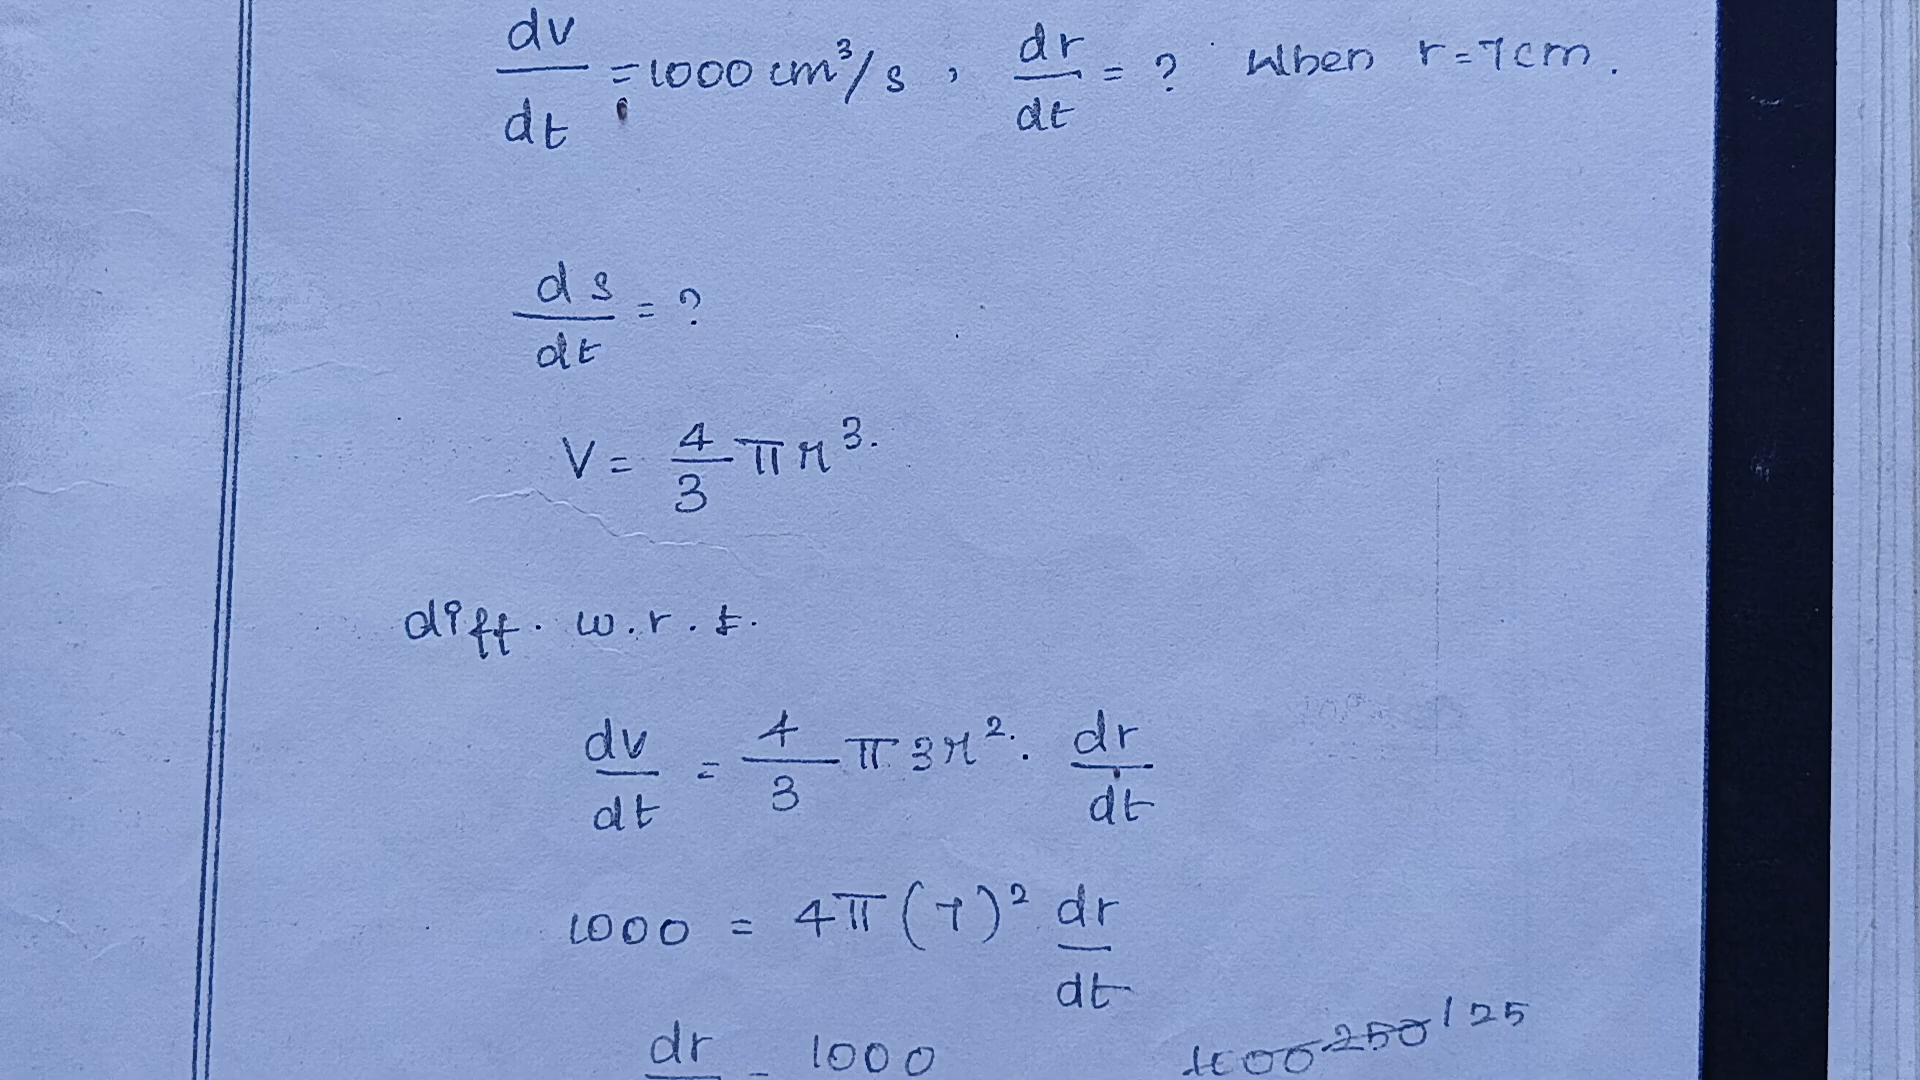 dv/dt = 1000 cm³/s , dr/dt = ? when r = 7cm.
ds/dt = ?
V = 4/3 πr³.
diff. w.r.t.
dv/dt = 4/3 π 3r². dr/dt
1000 = 4π(7)² dr/dt
dr = 1000 1000 250 125